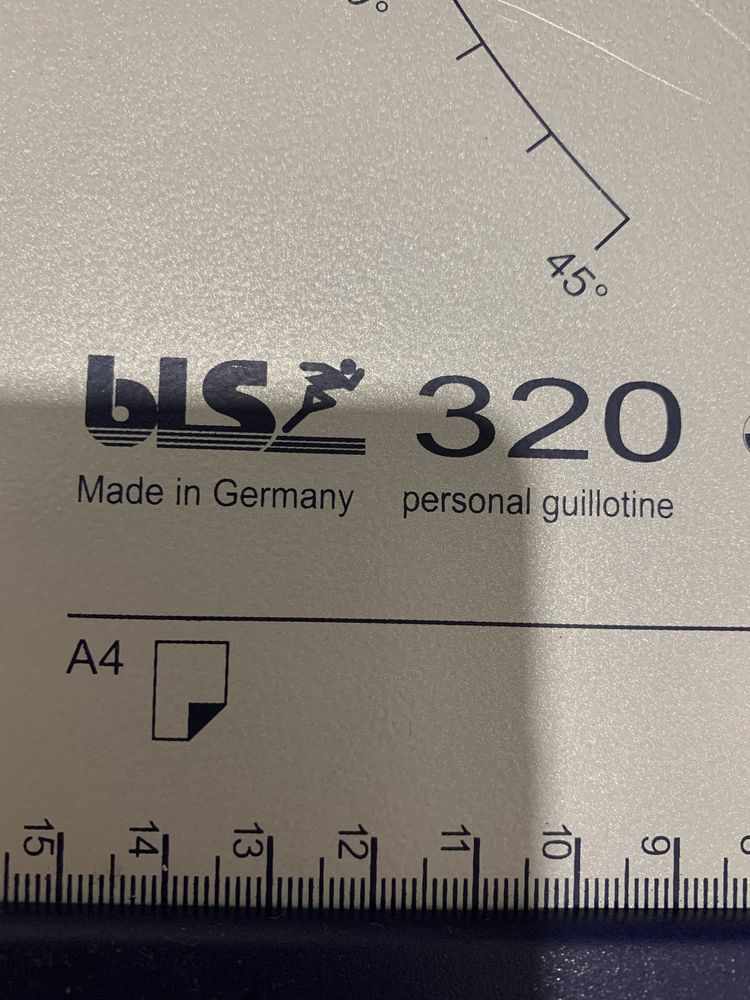 45°
bls 320
Made in Germany personal guillotine
A4
15 14 13 12 11 10 9